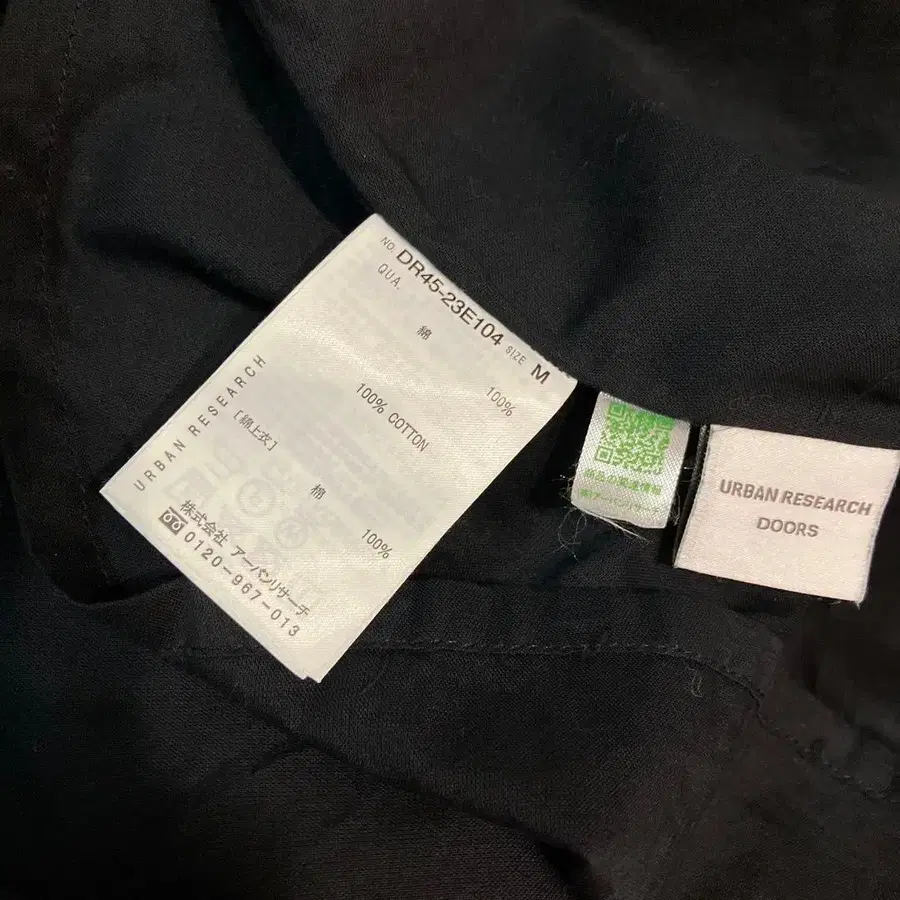 NO. DR45-23E104 SIZE M
QUA.
綿 100%
100% COTTON
[綿上衣]
棉 100%
URBAN RESEARCH
株式会社 アーバンリサーチ
0120-967-013
URBAN RESEARCH
DOORS